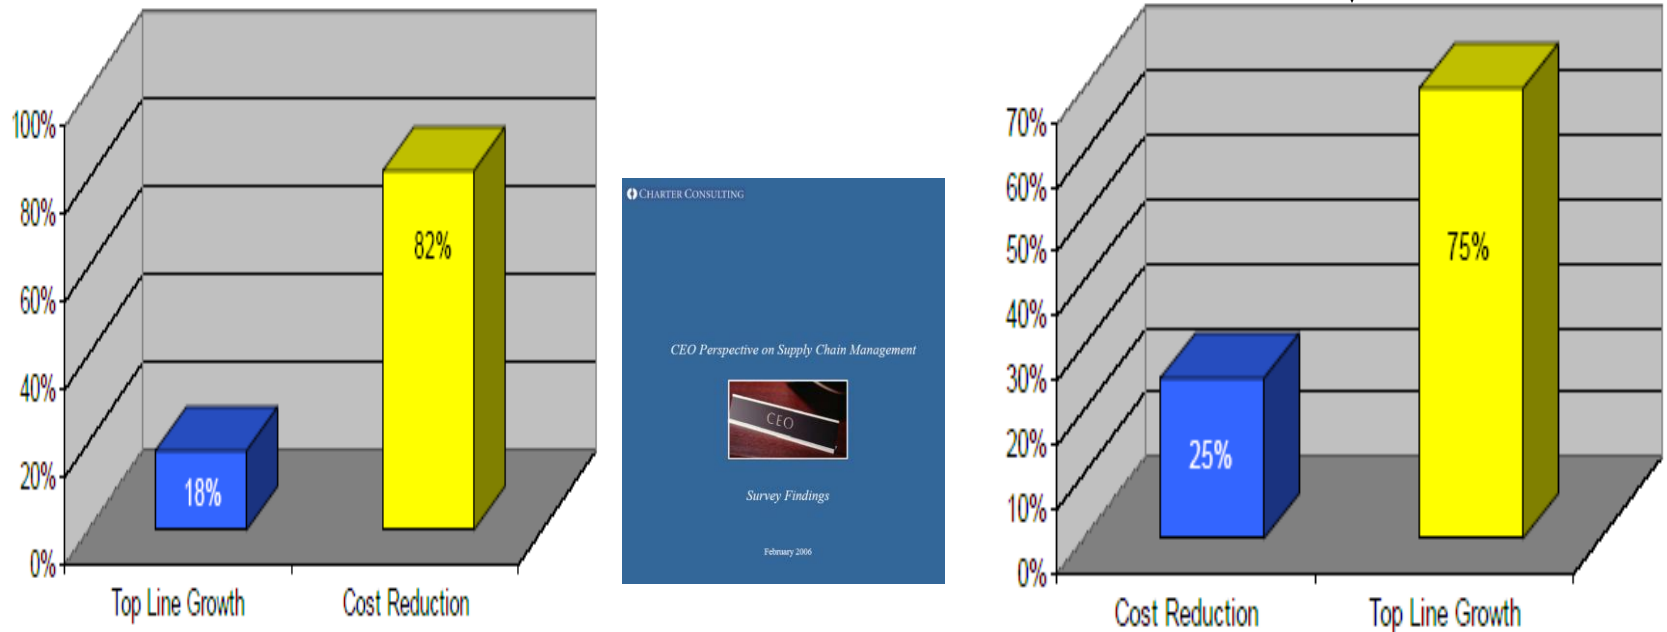 100%
80%
60%
40%
20%
0%
82%
18%
Top Line Growth
Cost Reduction
CHARTER CONSULTING
CEO Perspective on Supply Chain Management
CEO
Survey Findings
February 2006
70%
60%
50%
40%
30%
20%
10%
0%
75%
25%
Cost Reduction
Top Line Growth